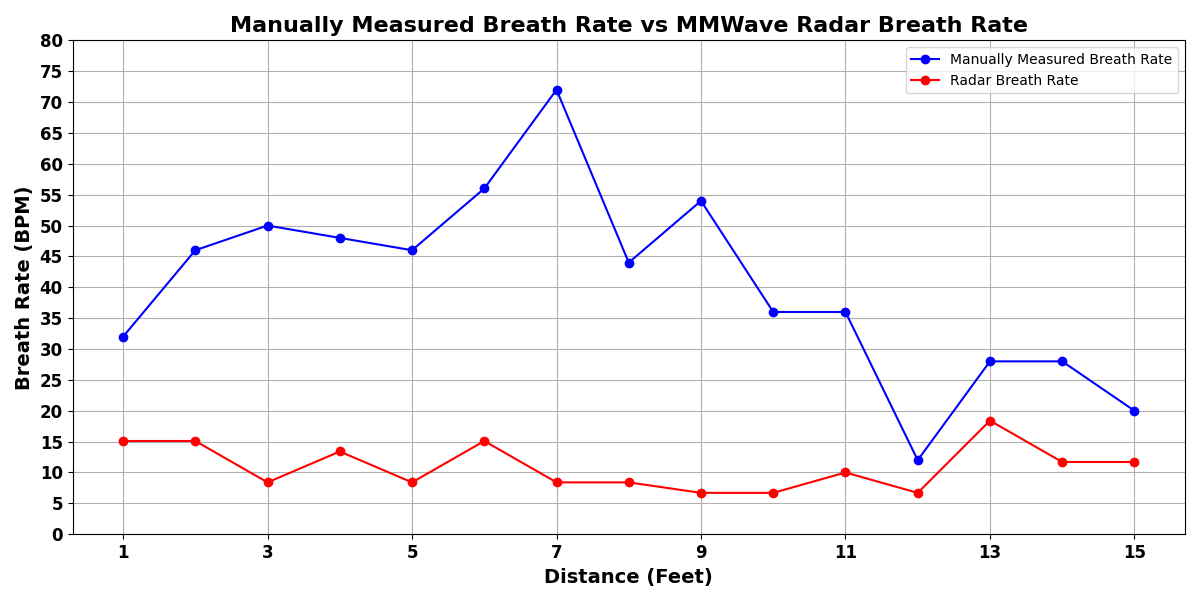 Manually Measured Breath Rate vs MMWave Radar Breath Rate
Manually Measured Breath Rate
Radar Breath Rate
Breath Rate (BPM)
80
75
70
65
60
55
50
45
40
35
30
25
20
15
10
5
0
1 3 5 7 9 11 13 15
Distance (Feet)